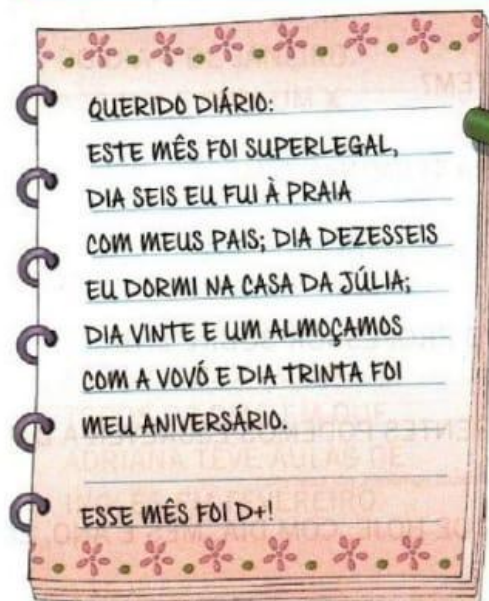 QUERIDO DIÁRIO:
ESTE MÊS FOI SUPERLEGAL,
DIA SEIS EU FUI À PRAIA
COM MEUS PAIS; DIA DEZESSEIS
EU DORMI NA CASA DA JÚLIA;
DIA VINTE E UM ALMOÇAMOS
COM A VOVÓ E DIA TRINTA FOI
MEU ANIVERSÁRIO.
ESSE MÊS FOI D+!